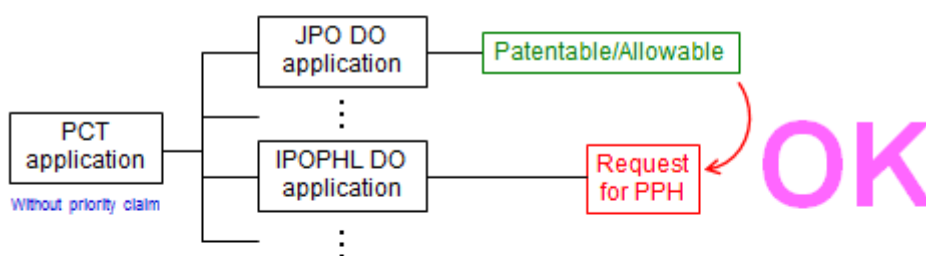 JPO DO
application
Patentable/Allowable
PCT
application
Without priority claim
IPOPHL DO
application
Request
for PPH
OK